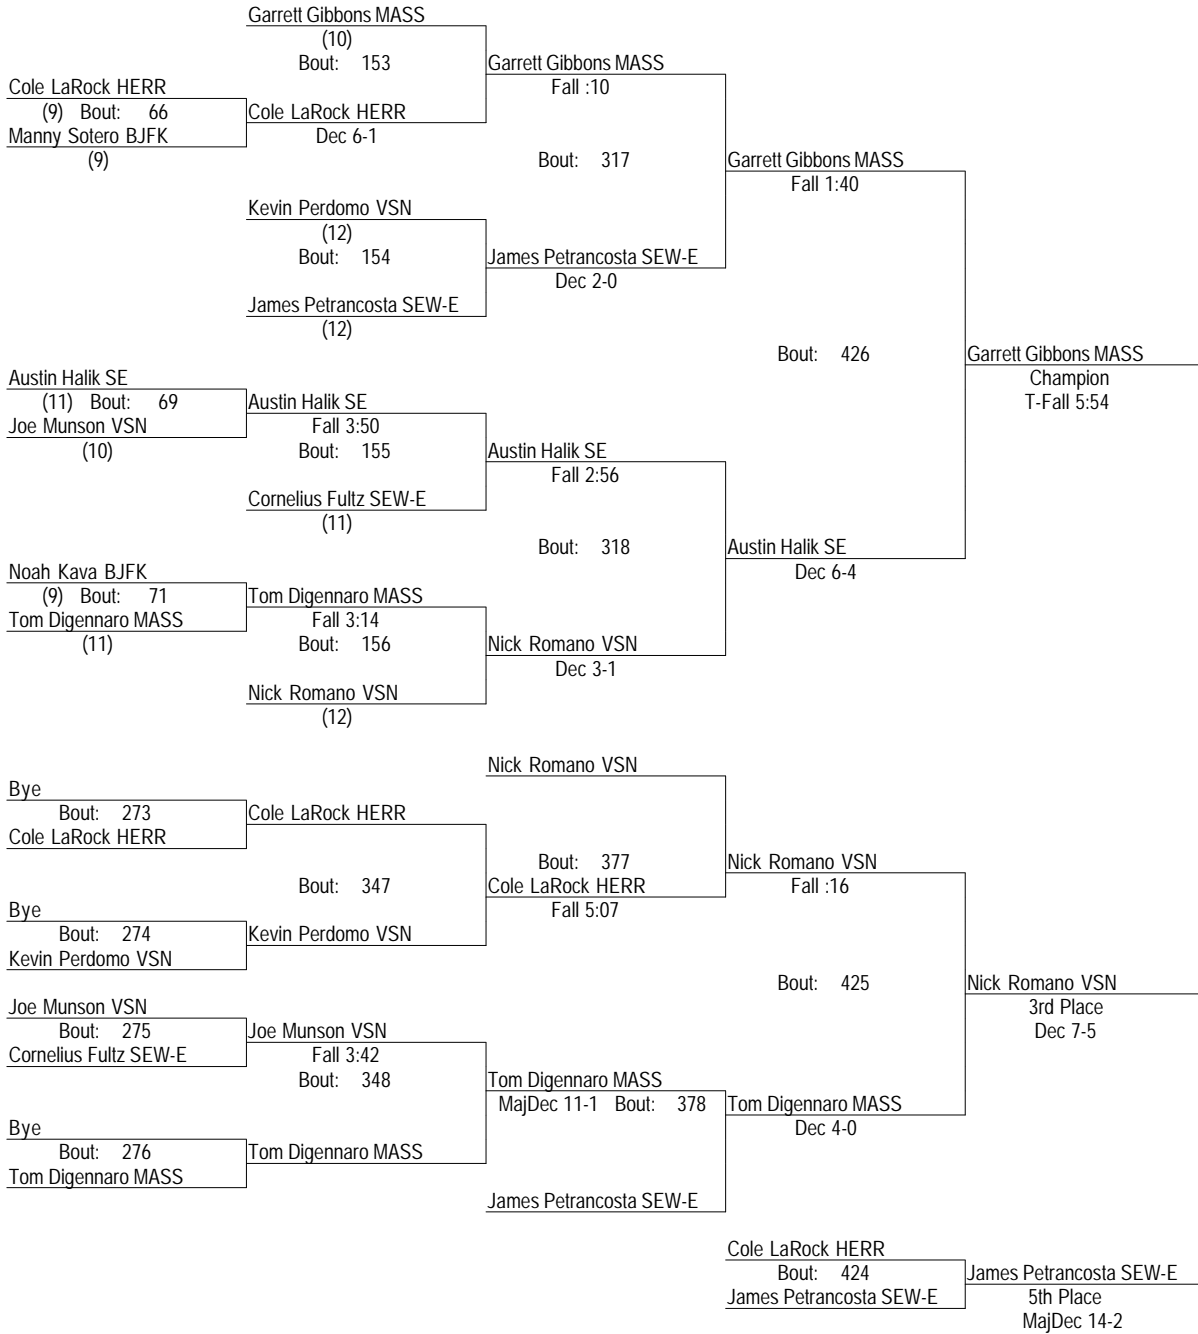 Garrett Gibbons MASS
(10)
Bout: 153
Garrett Gibbons MASS
Fall :10
Cole LaRock HERR
(9) Bout: 66
Cole LaRock HERR
Manny Sotero BJFK
Dec 6-1
(9)
Bout: 317
Garrett Gibbons MASS
Fall 1:40
Kevin Perdomo VSN
(12)
Bout: 154
James Petrancosta SEW-E
Dec 2-0
James Petrancosta SEW-E
(12)
Bout: 426
Garrett Gibbons MASS
Champion
T-Fall 5:54
Austin Halik SE
(11) Bout: 69
Austin Halik SE
Joe Munson VSN
Fall 3:50
(10)
Bout: 155
Austin Halik SE
Fall 2:56
Cornelius Fultz SEW-E
(11)
Bout: 318
Austin Halik SE
Dec 6-4
Noah Kava BJFK
(9) Bout: 71
Tom Digennaro MASS
Tom Digennaro MASS
Fall 3:14
(11)
Bout: 156
Nick Romano VSN
Dec 3-1
Nick Romano VSN
(12)
Nick Romano VSN
Bye
Bout: 273
Cole LaRock HERR
Cole LaRock HERR
Bout: 377
Nick Romano VSN
Bout: 347
Cole LaRock HERR
Fall :16
Fall 5:07
Bye
Bout: 274
Kevin Perdomo VSN
Kevin Perdomo VSN
Bout: 425
Nick Romano VSN
3rd Place
Dec 7-5
Joe Munson VSN
Bout: 275
Joe Munson VSN
Cornelius Fultz SEW-E
Fall 3:42
Bout: 348
Tom Digennaro MASS
MajDec 11-1 Bout: 378
Tom Digennaro MASS
Dec 4-0
Bye
Bout: 276
Tom Digennaro MASS
Tom Digennaro MASS
James Petrancosta SEW-E
Cole LaRock HERR
Bout: 424
James Petrancosta SEW-E
James Petrancosta SEW-E
5th Place
MajDec 14-2